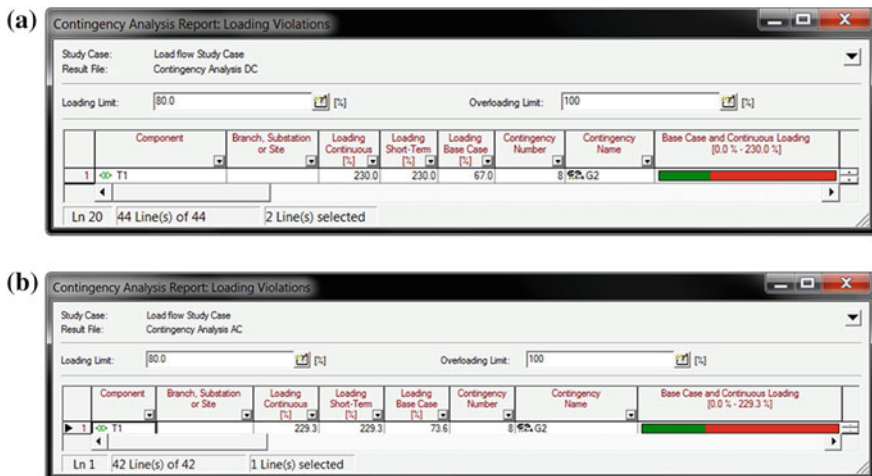 (a)
Contingency Analysis Report: Loading Violations
Study Case: Load flow Study Case
Result File: Contingency Analysis DC
Loading Limit: 80.0 [%] Overloading Limit: 100 [%]
Component Branch, Substation or Site Loading Continuous [%] Loading Short-Term [%] Loading Base Case [%] Contingency Number Contingency Name Base Case and Continuous Loading [0.0 % - 230.0 %]
1 T1 230.0 230.0 67.0 8 G2
Ln 20 44 Line(s) of 44 2 Line(s) selected
(b)
Contingency Analysis Report: Loading Violations
Study Case: Load flow Study Case
Result File: Contingency Analysis AC
Loading Limit: 80.0 [%] Overloading Limit: 100 [%]
Component Branch, Substation or Site Loading Continuous [%] Loading Short-Term [%] Loading Base Case [%] Contingency Number Contingency Name Base Case and Continuous Loading [0.0 % - 229.3 %]
1 T1 229.3 229.3 73.6 8 G2
Ln 1 42 Line(s) of 42 1 Line(s) selected